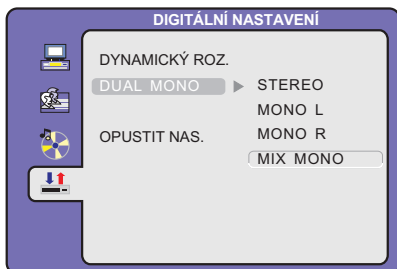 DIGITÁLNÍ NASTAVENÍ
DYNAMICKÝ ROZ.
DUAL MONO STEREO
MONO L
OPUSTIT NAS. MONO R
MIX MONO